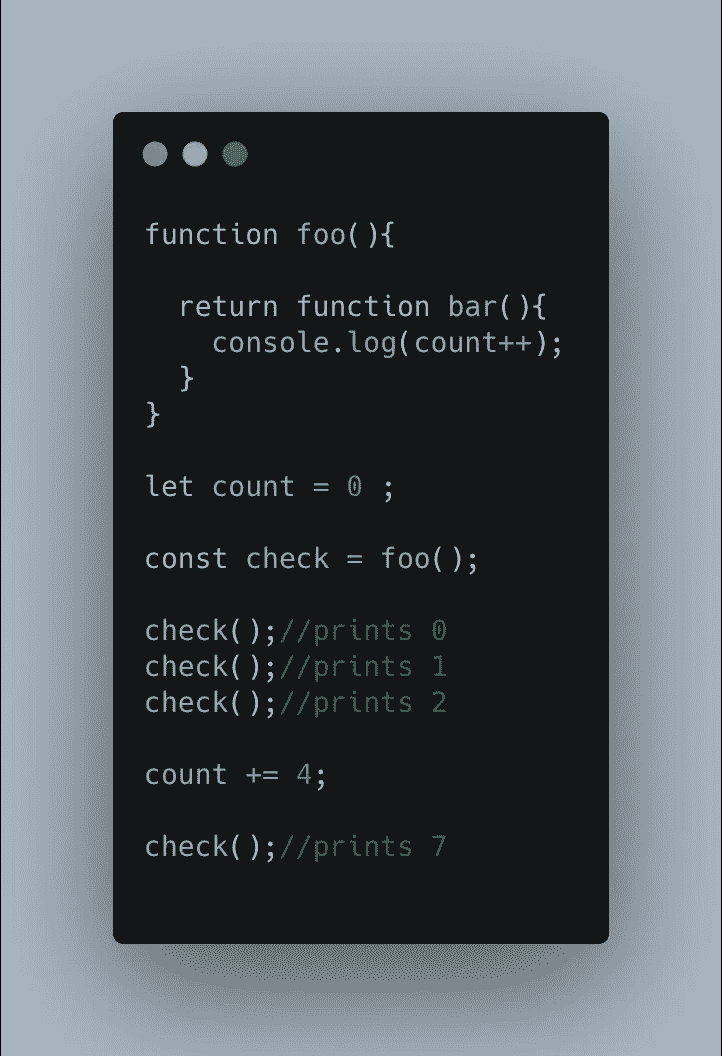 function foo(){
return function bar(){
console.log(count++);
}
}
let count = 0 ;
const check = foo();
check();//prints 0
check();//prints 1
check();//prints 2
count += 4;
check();//prints 7